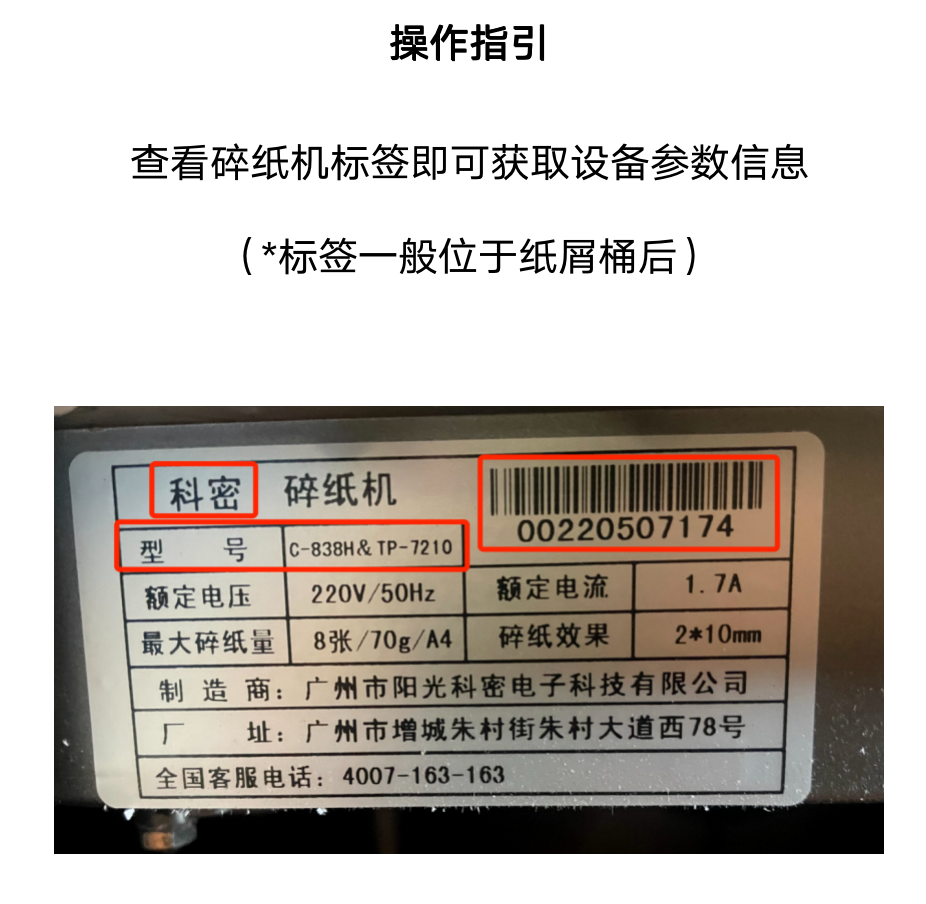 操作指引
查看碎纸机标签即可获取设备参数信息
（*标签一般位于纸屑桶后）
科密 碎纸机
00220507174
型 号 C-838H&TP-7210
额定电压 220V/50Hz 额定电流 1.7A
最大碎纸量 8张/70g/A4 碎纸效果 2*10mm
制 造 商：广州市阳光科密电子科技有限公司
厂 址：广州市增城朱村街朱村大道西78号
全国客服电话：4007-163-163